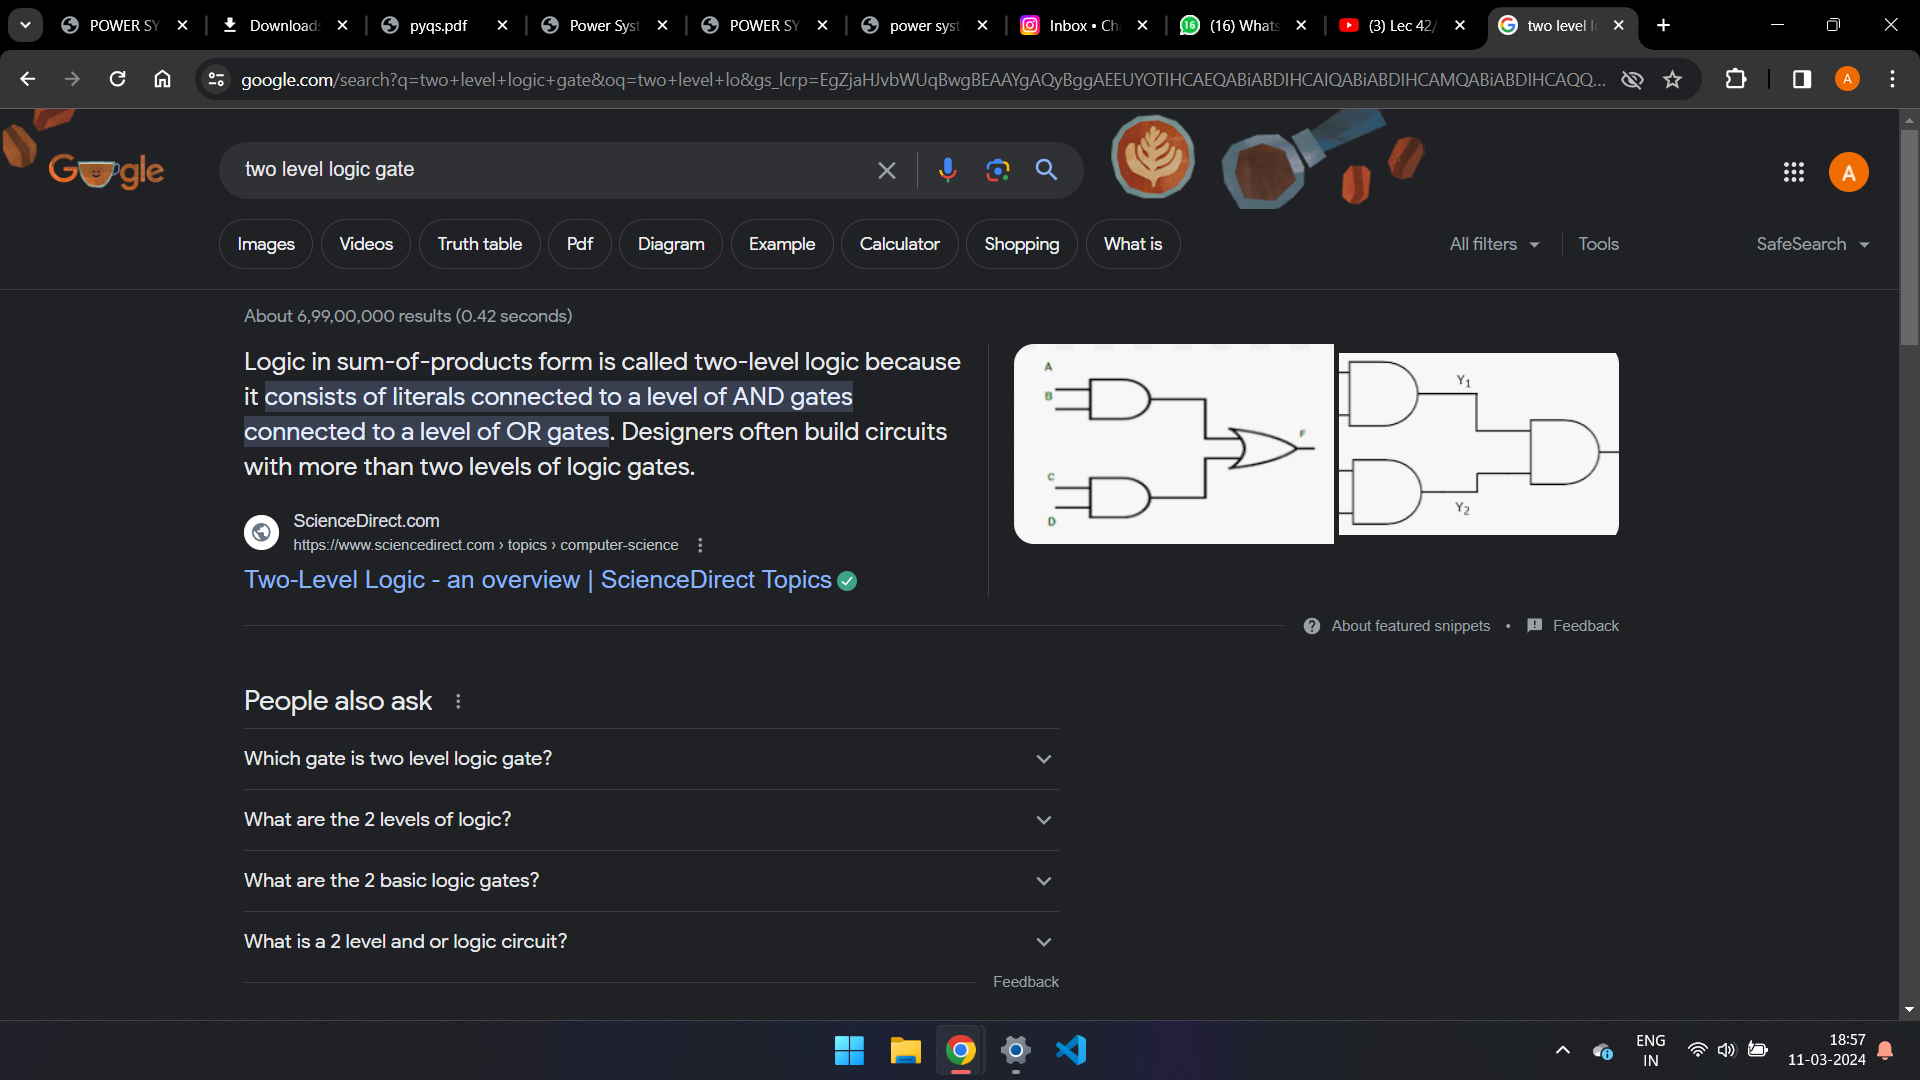 POWER SY
Downloads
pyqs.pdf
Power Syst
POWER SY
power syst
Inbox • Cha
(16) Whats
(3) Lec 42/
two level lo
google.com/search?q=two+level+logic+gate&oq=two+level+lo&gs_lcrp=EgZjaHJvbWUqBwgBEAAYgAQyBggAEEUYOTIHCAEQABiABDIHCAIQABiABDIHCAMQABiABDIHCAQQ...
A
Google
two level logic gate
A
Images
Videos
Truth table
Pdf
Diagram
Example
Calculator
Shopping
What is
All filters
Tools
SafeSearch
About 6,99,00,000 results (0.42 seconds)
Logic in sum-of-products form is called two-level logic because
it consists of literals connected to a level of AND gates
connected to a level of OR gates. Designers often build circuits
with more than two levels of logic gates.
A
B
C
D
F
Y1
Y2
ScienceDirect.com
https://www.sciencedirect.com › topics › computer-science
Two-Level Logic - an overview | ScienceDirect Topics
About featured snippets • Feedback
People also ask
Which gate is two level logic gate?
What are the 2 levels of logic?
What are the 2 basic logic gates?
What is a 2 level and or logic circuit?
Feedback
ENG
IN
18:57
11-03-2024